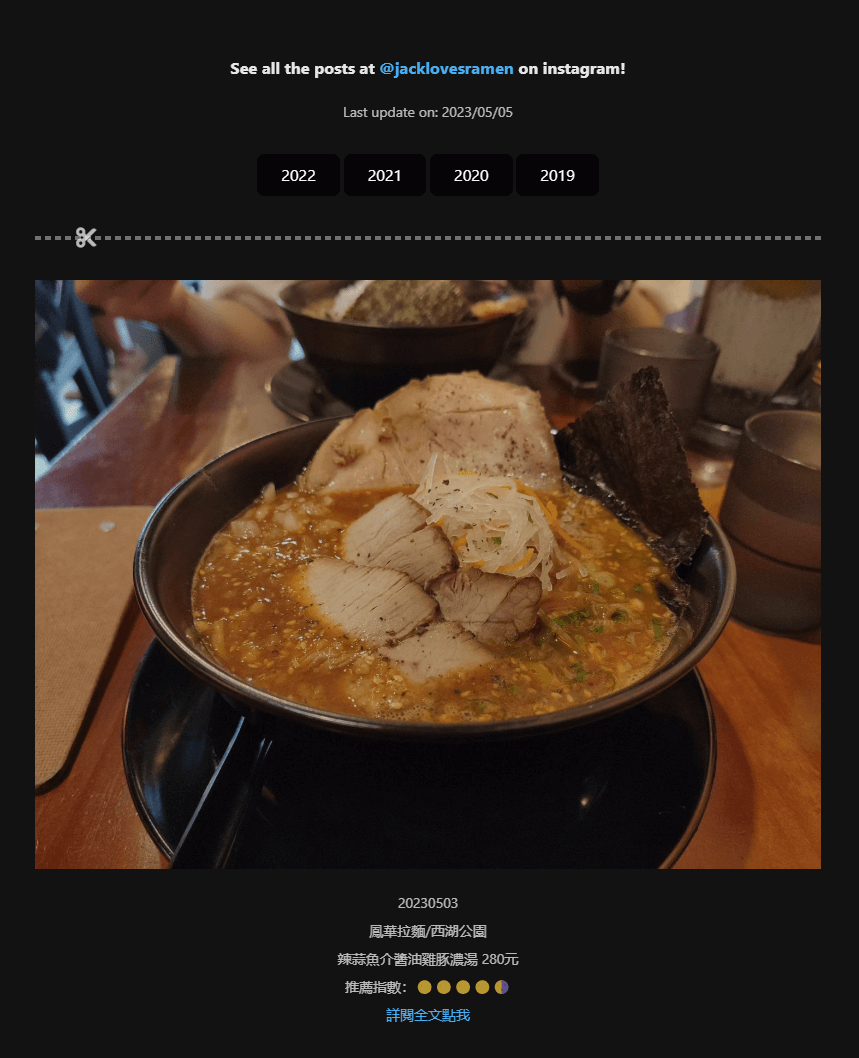 See all the posts at @jacklovesramen on instagram!
Last update on: 2023/05/05
2022 2021 2020 2019
20230503
鳳華拉麵/西湖公園
辣蒜魚介醬油雞豚濃湯 280元
推薦指數：
詳閱全文點我